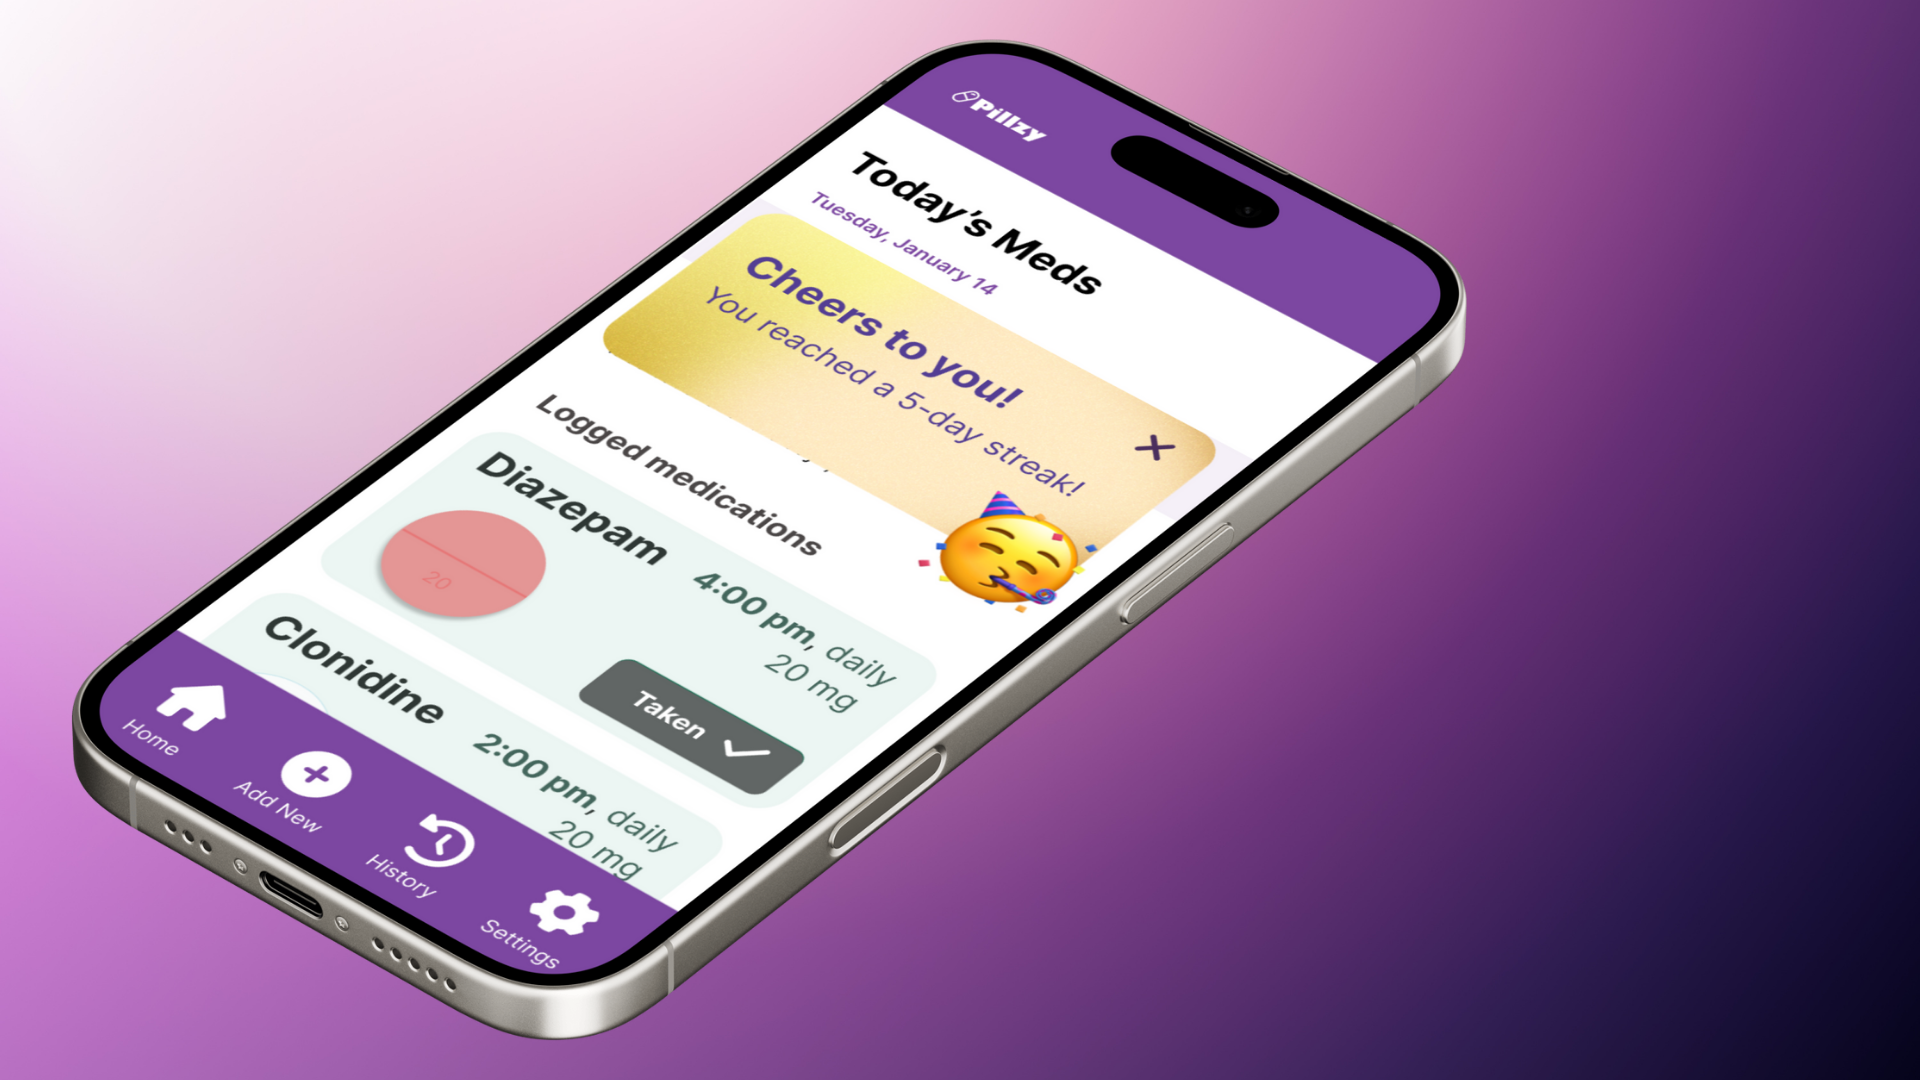 Pillzy
Today's Meds
Tuesday, January 14
Cheers to you!
You reached a 5-day streak!
Logged medications
Diazepam
20
4:00 pm, daily
20 mg
Taken
Clonidine
2:00 pm, daily
20 mg
Home
Add New
History
Settings